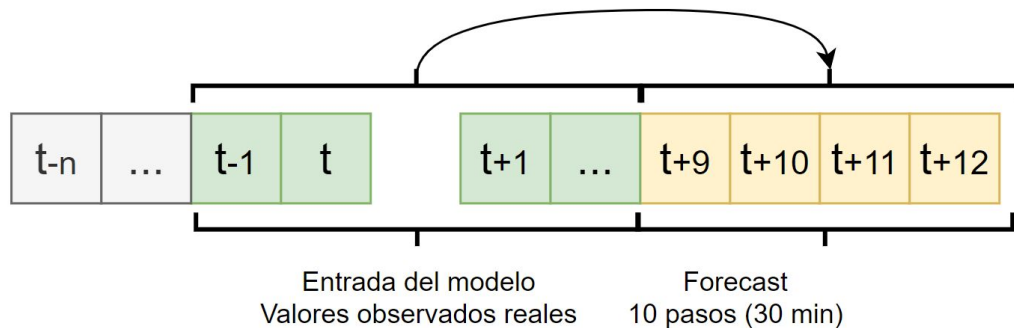 t-n ... t-1 t t+1 ... t+9 t+10 t+11 t+12
Entrada del modelo
Valores observados reales
Forecast
10 pasos (30 min)